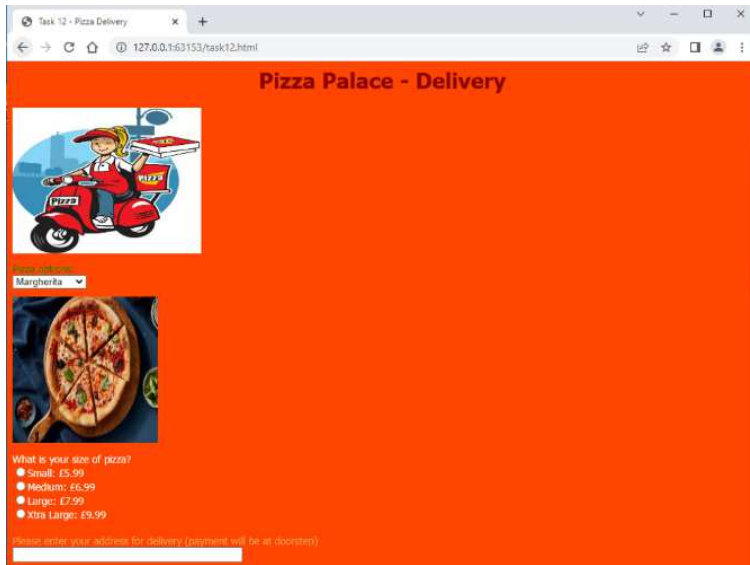 Task 12 - Pizza Delivery
127.0.0.1:63153/task12.html
Pizza Palace - Delivery
Pizza
PIZZA
Pizza options:
Margherita
What is your size of pizza?
Small: £5.99
Medium: £6.99
Large: £7.99
Xtra Large: £9.99
Please enter your address for delivery (payment will be at doorstep)